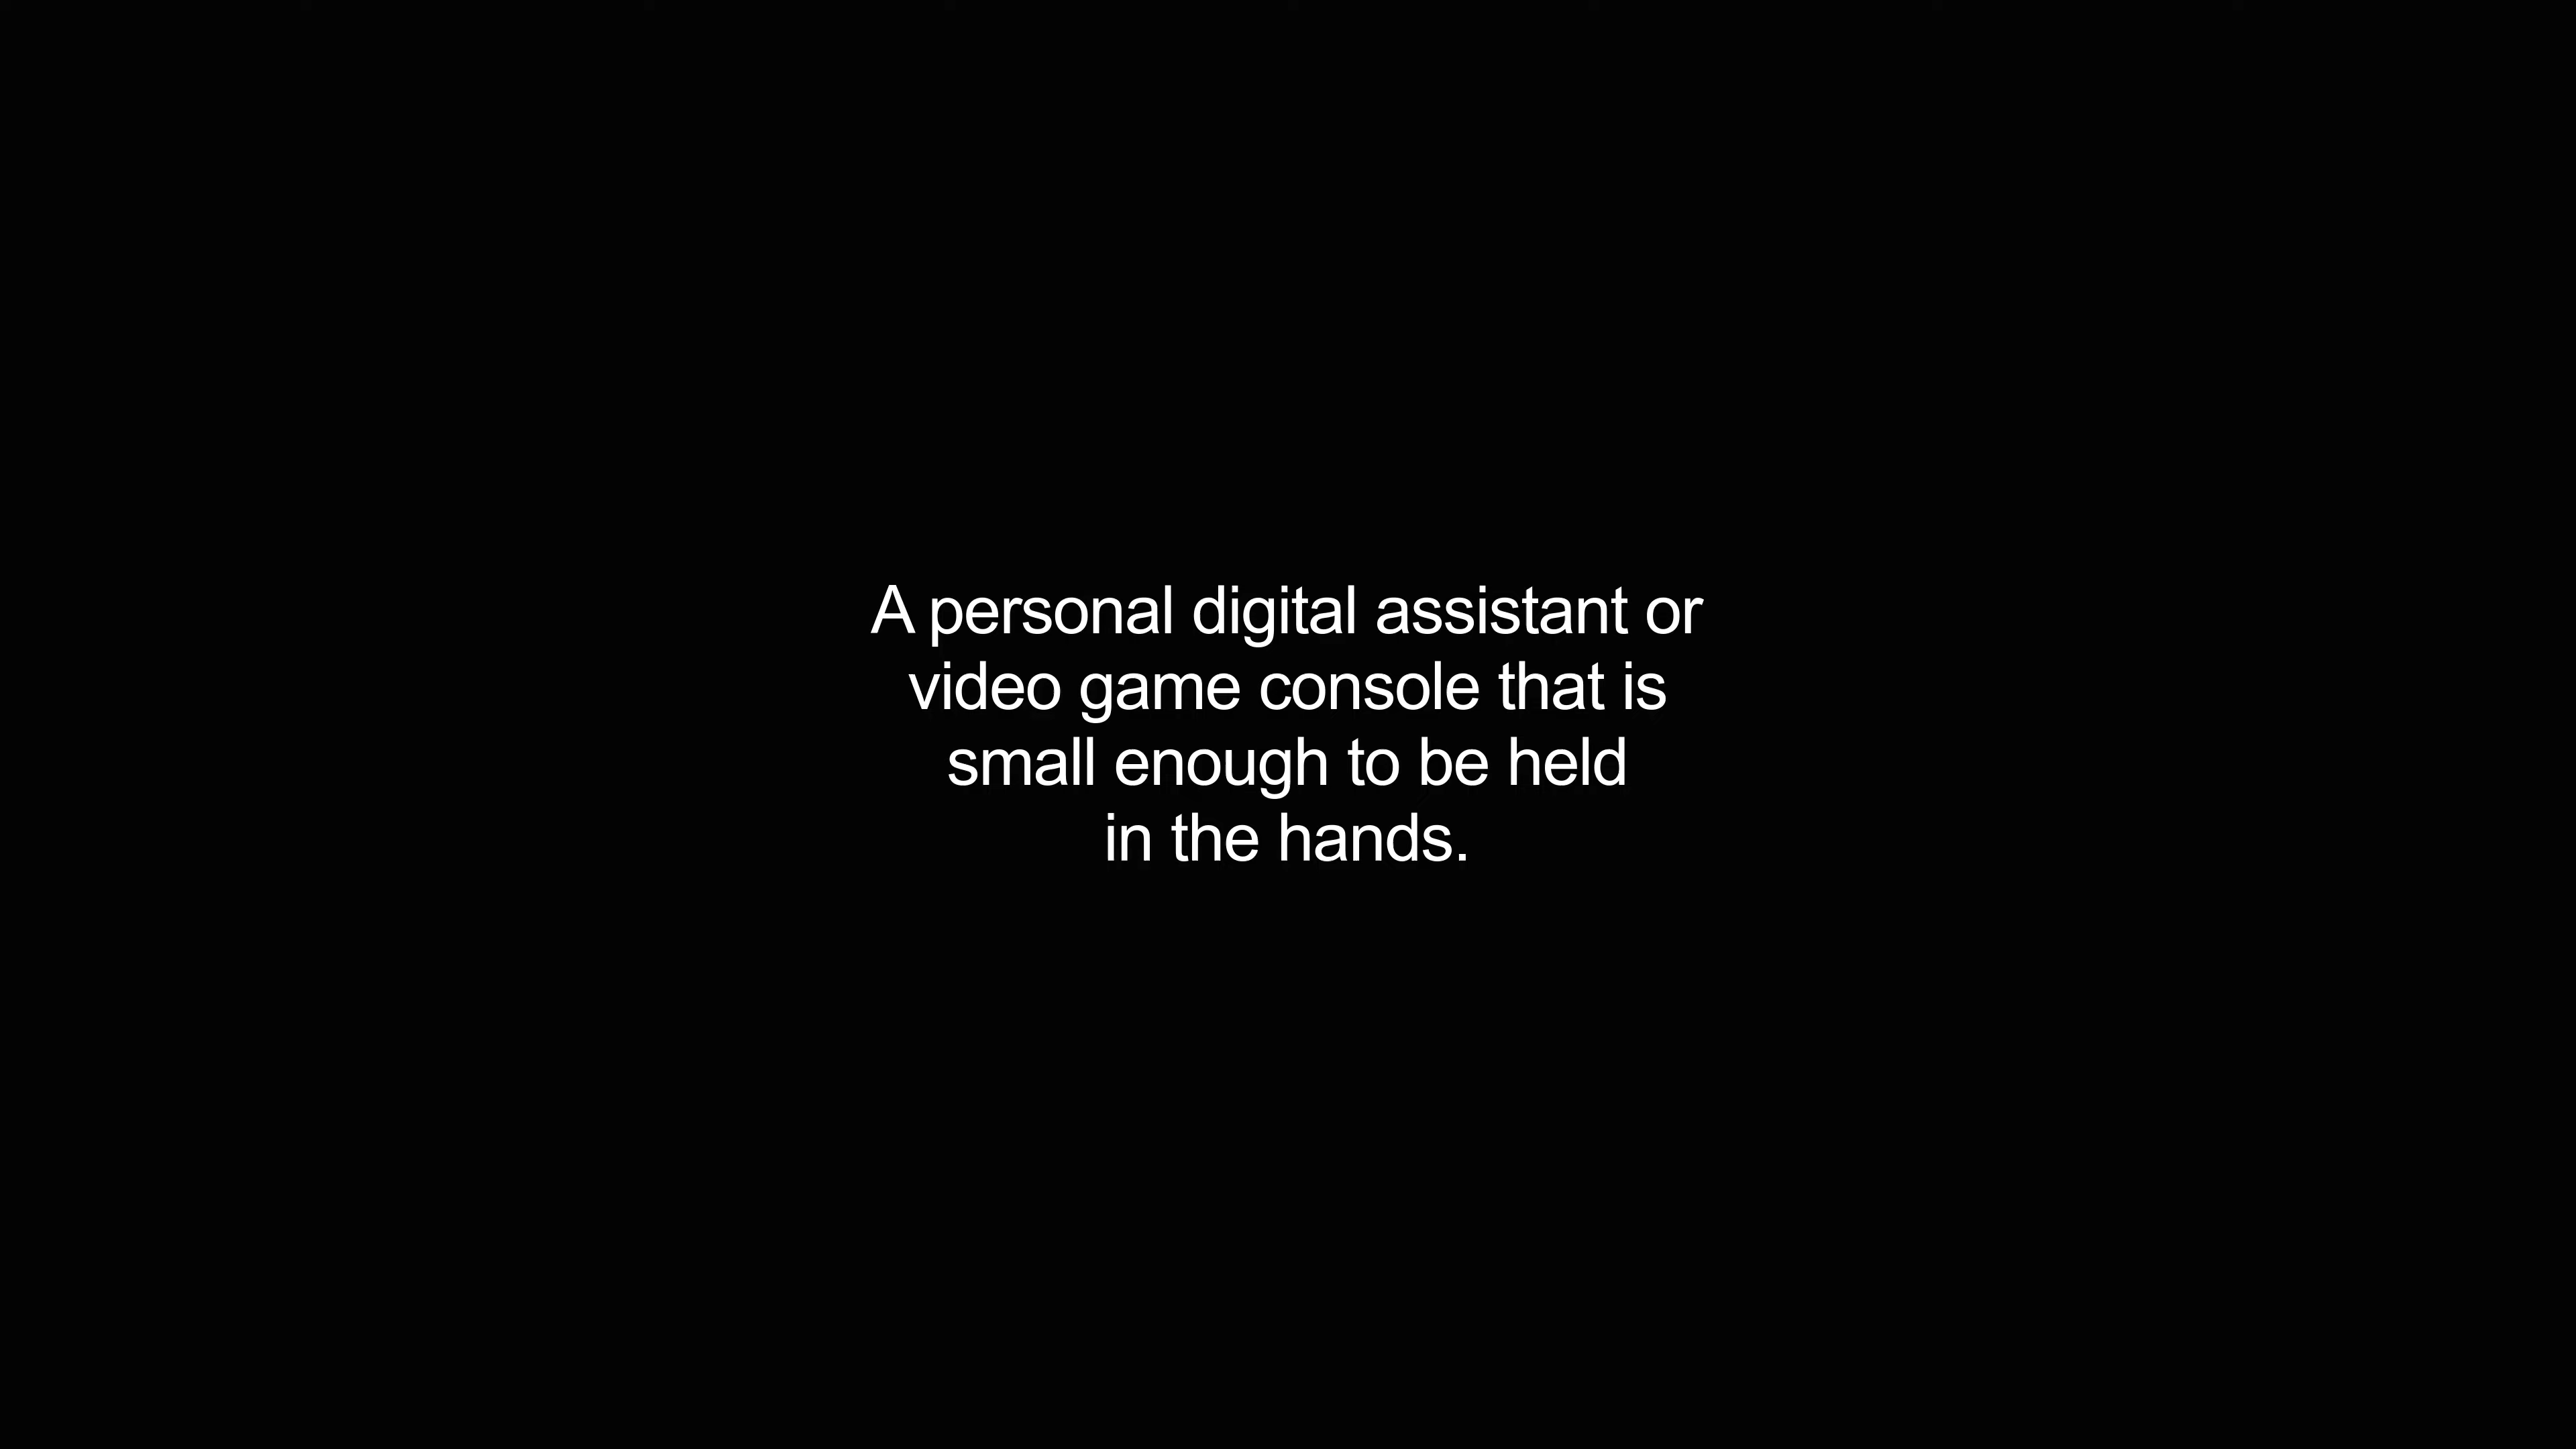 A personal digital assistant or
video game console that is
small enough to be held
in the hands.